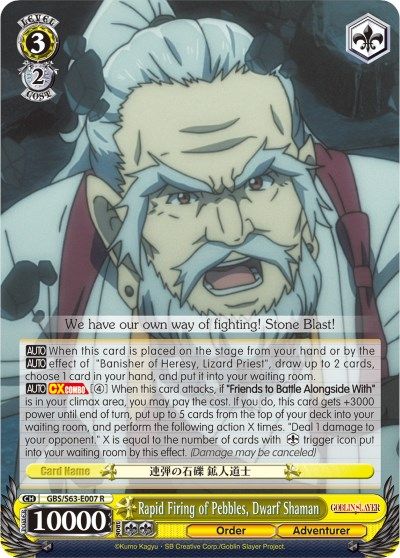 LEVEL
3
2
COST
We have our own way of fighting! Stone Blast!
AUTO When this card is placed on the stage from your hand or by the
AUTO effect of "Banisher of Heresy, Lizard Priest", draw up to 2 cards,
choose 1 card in your hand, and put it into your waiting room.
AUTO CXCOMBO [④] When this card attacks, if "Friends to Battle Alongside With"
is in your climax area, you may pay the cost. If you do, this card gets +3000
power until end of turn, put up to 5 cards from the top of your deck into your
waiting room, and perform the following action X times. "Deal 1 damage to
your opponent." X is equal to the number of cards with trigger icon put
into your waiting room by this effect. (Damage may be canceled)
Card Name
連弾の石礫 鉱人道士
CH GBS/S63-E007 R
Rapid Firing of Pebbles, Dwarf Shaman
GOBLIN SLAYER
POWER
10000
SOUL
Order
Adventurer
©Kumo Kagyu・SB Creative Corp./Goblin Slayer Project.